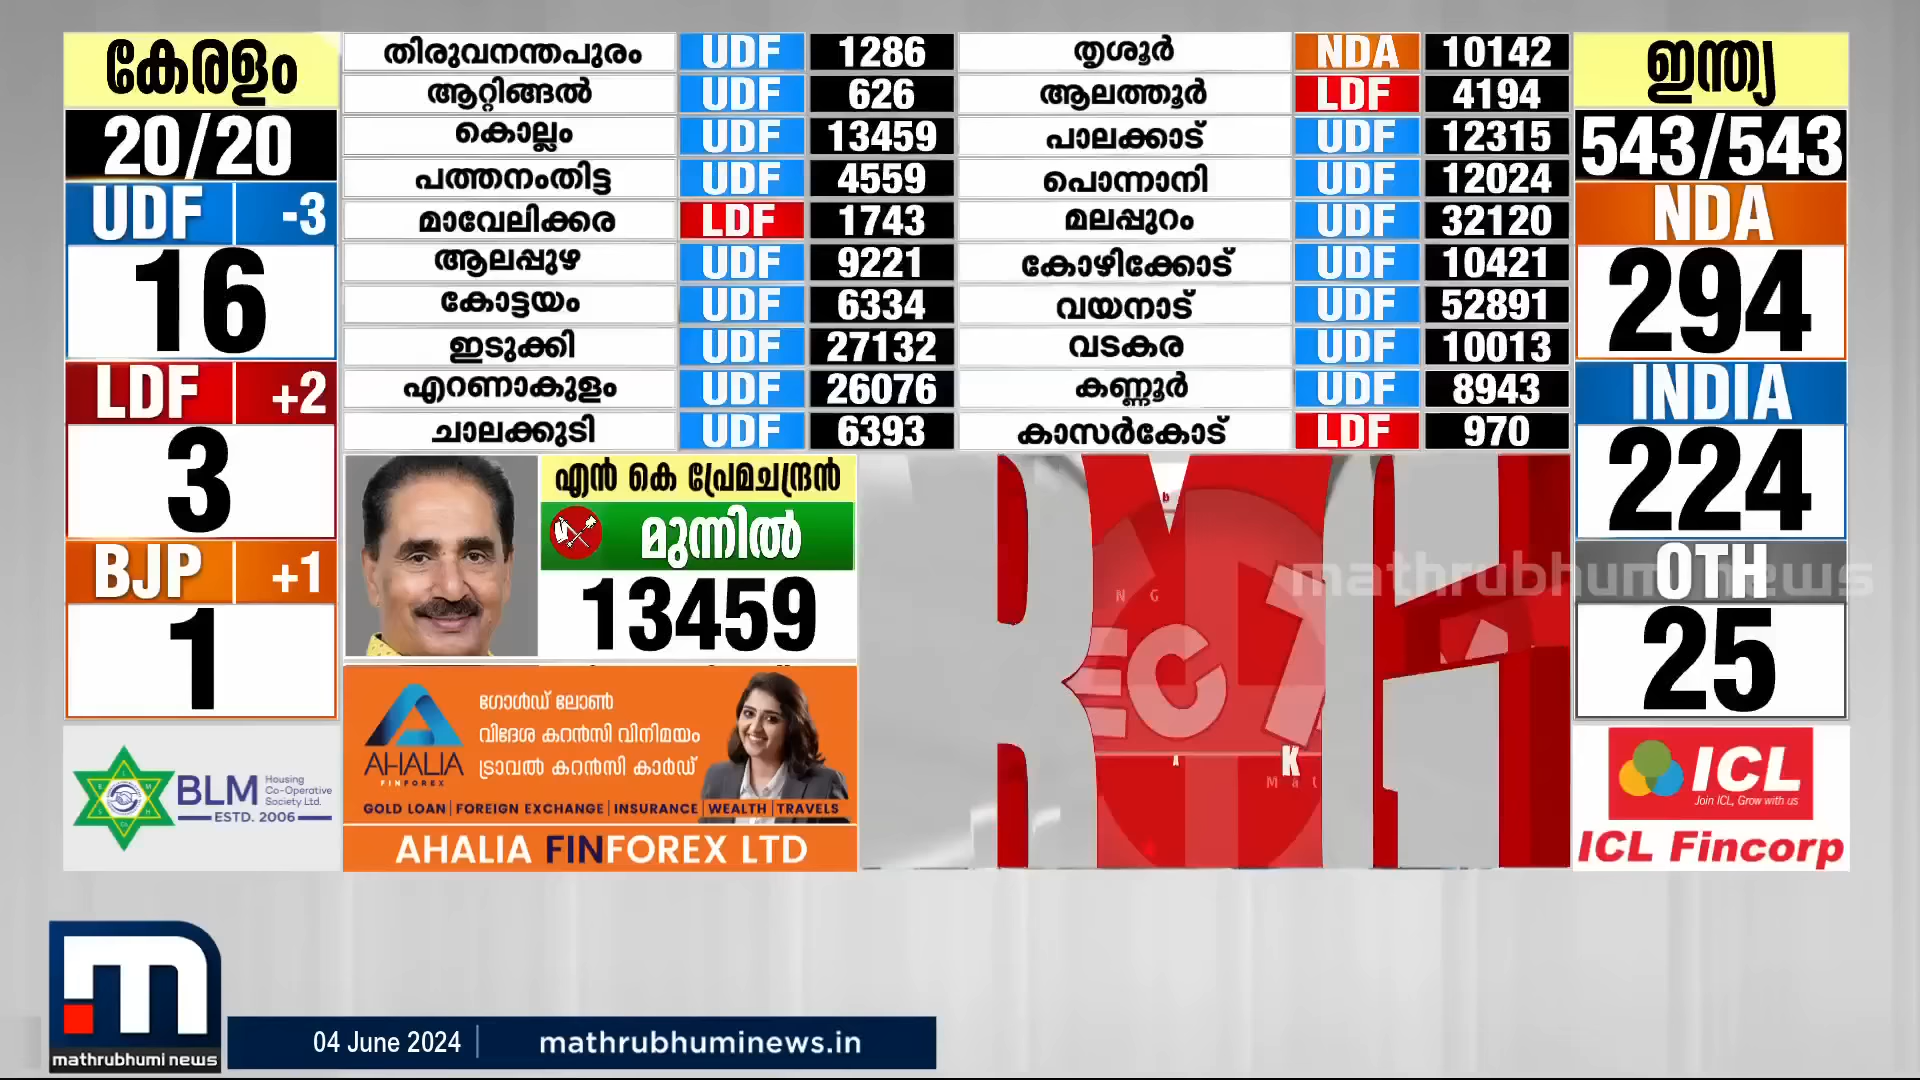 കേരളം
20/20
UDF -3
16
LDF +2
3
BJP +1
1
തിരുവനന്തപുരം UDF 1286
ആറ്റിങ്ങൽ UDF 626
കൊല്ലം UDF 13459
പത്തനംതിട്ട UDF 4559
മാവേലിക്കര LDF 1743
ആലപ്പുഴ UDF 9221
കോട്ടയം UDF 6334
ഇടുക്കി UDF 27132
എറണാകുളം UDF 26076
ചാലക്കുടി UDF 6393
തൃശൂർ NDA 10142
ആലത്തൂർ LDF 4194
പാലക്കാട് UDF 12315
പൊന്നാനി UDF 12024
മലപ്പുറം UDF 32120
കോഴിക്കോട് UDF 10421
വയനാട് UDF 52891
വടകര UDF 10013
കണ്ണൂർ UDF 8943
കാസർകോട് LDF 970
ഇന്ത്യ
543/543
NDA
294
INDIA
224
OTH
25
mathrubhumi news
എൻ കെ പ്രേമചന്ദ്രൻ
മുന്നിൽ
13459
BLM
Housing
Co-Operative
Society Ltd.
ESTD. 2006
AHALIA
FINFOREX
ഗോൾഡ് ലോൺ
വിദേശ കറൻസി വിനിമയം
ട്രാവൽ കറൻസി കാർഡ്
GOLD LOAN | FOREIGN EXCHANGE | INSURANCE | WEALTH | TRAVELS
AHALIA FINFOREX LTD
ICL
Join ICL, Grow with us
ICL Fincorp
mathrubhumi news
04 June 2024
mathrubhuminews.in